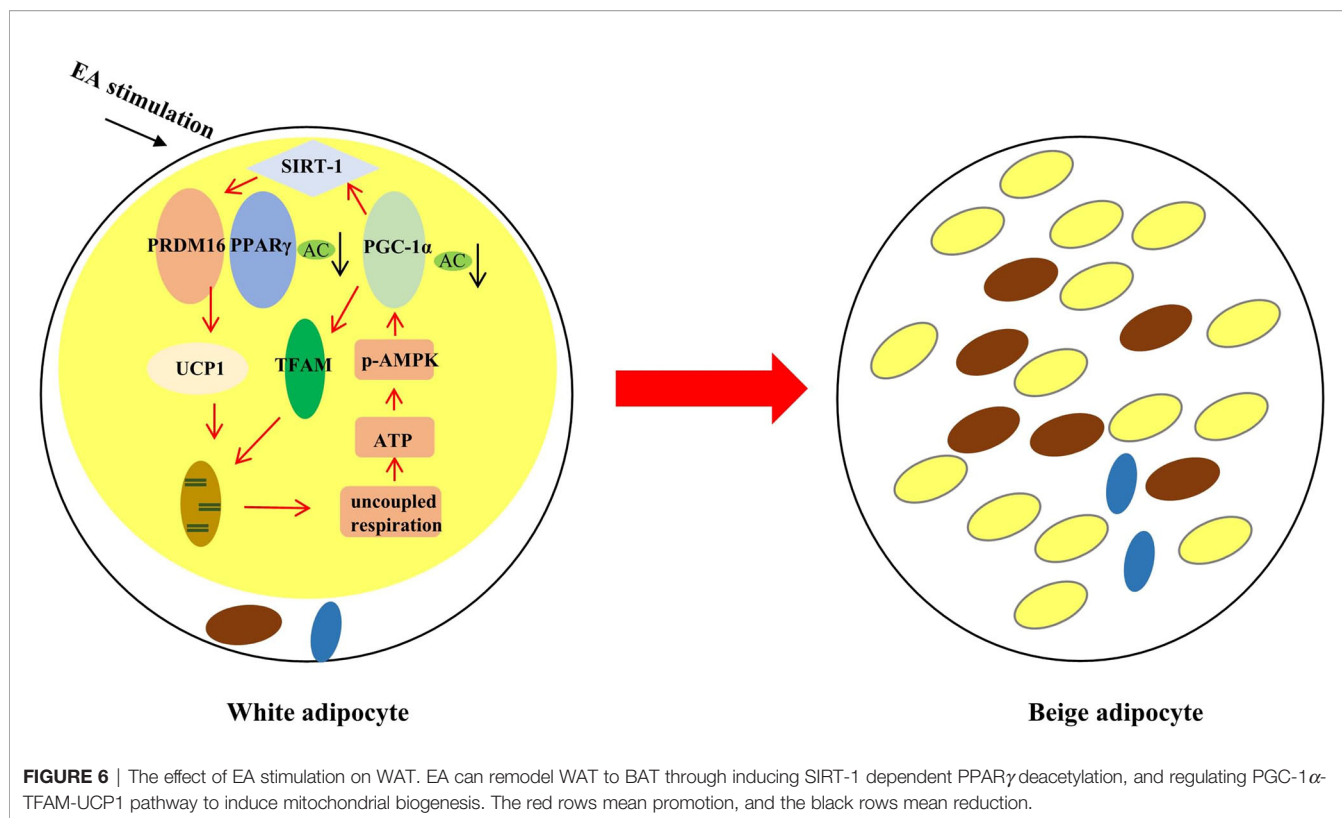 EA stimulation
SIRT-1
PRDM16
PPARγ
AC
PGC-1α
AC
UCP1
TFAM
p-AMPK
ATP
uncoupled
respiration
White adipocyte
Beige adipocyte
FIGURE 6 | The effect of EA stimulation on WAT. EA can remodel WAT to BAT through inducing SIRT-1 dependent PPARγ deacetylation, and regulating PGC-1α-
TFAM-UCP1 pathway to induce mitochondrial biogenesis. The red rows mean promotion, and the black rows mean reduction.